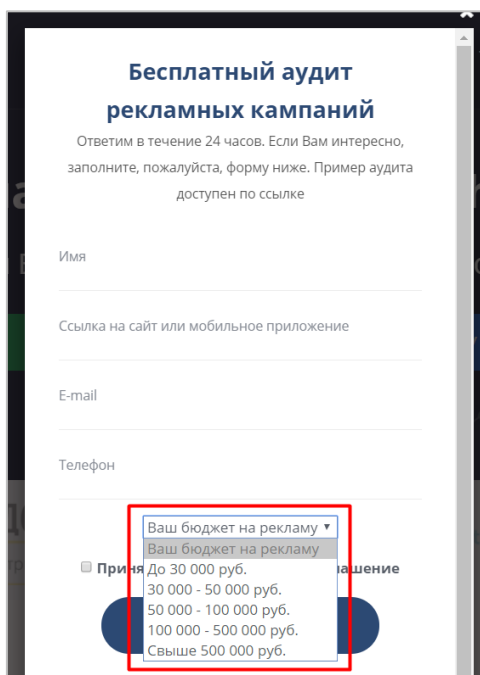 Бесплатный аудит
рекламных кампаний
Ответим в течение 24 часов. Если Вам интересно,
заполните, пожалуйста, форму ниже. Пример аудита
доступен по ссылке
Имя
Ссылка на сайт или мобильное приложение
E-mail
Телефон
Ваш бюджет на рекламу
Ваш бюджет на рекламу
До 30 000 руб.
30 000 - 50 000 руб.
50 000 - 100 000 руб.
100 000 - 500 000 руб.
Свыше 500 000 руб.